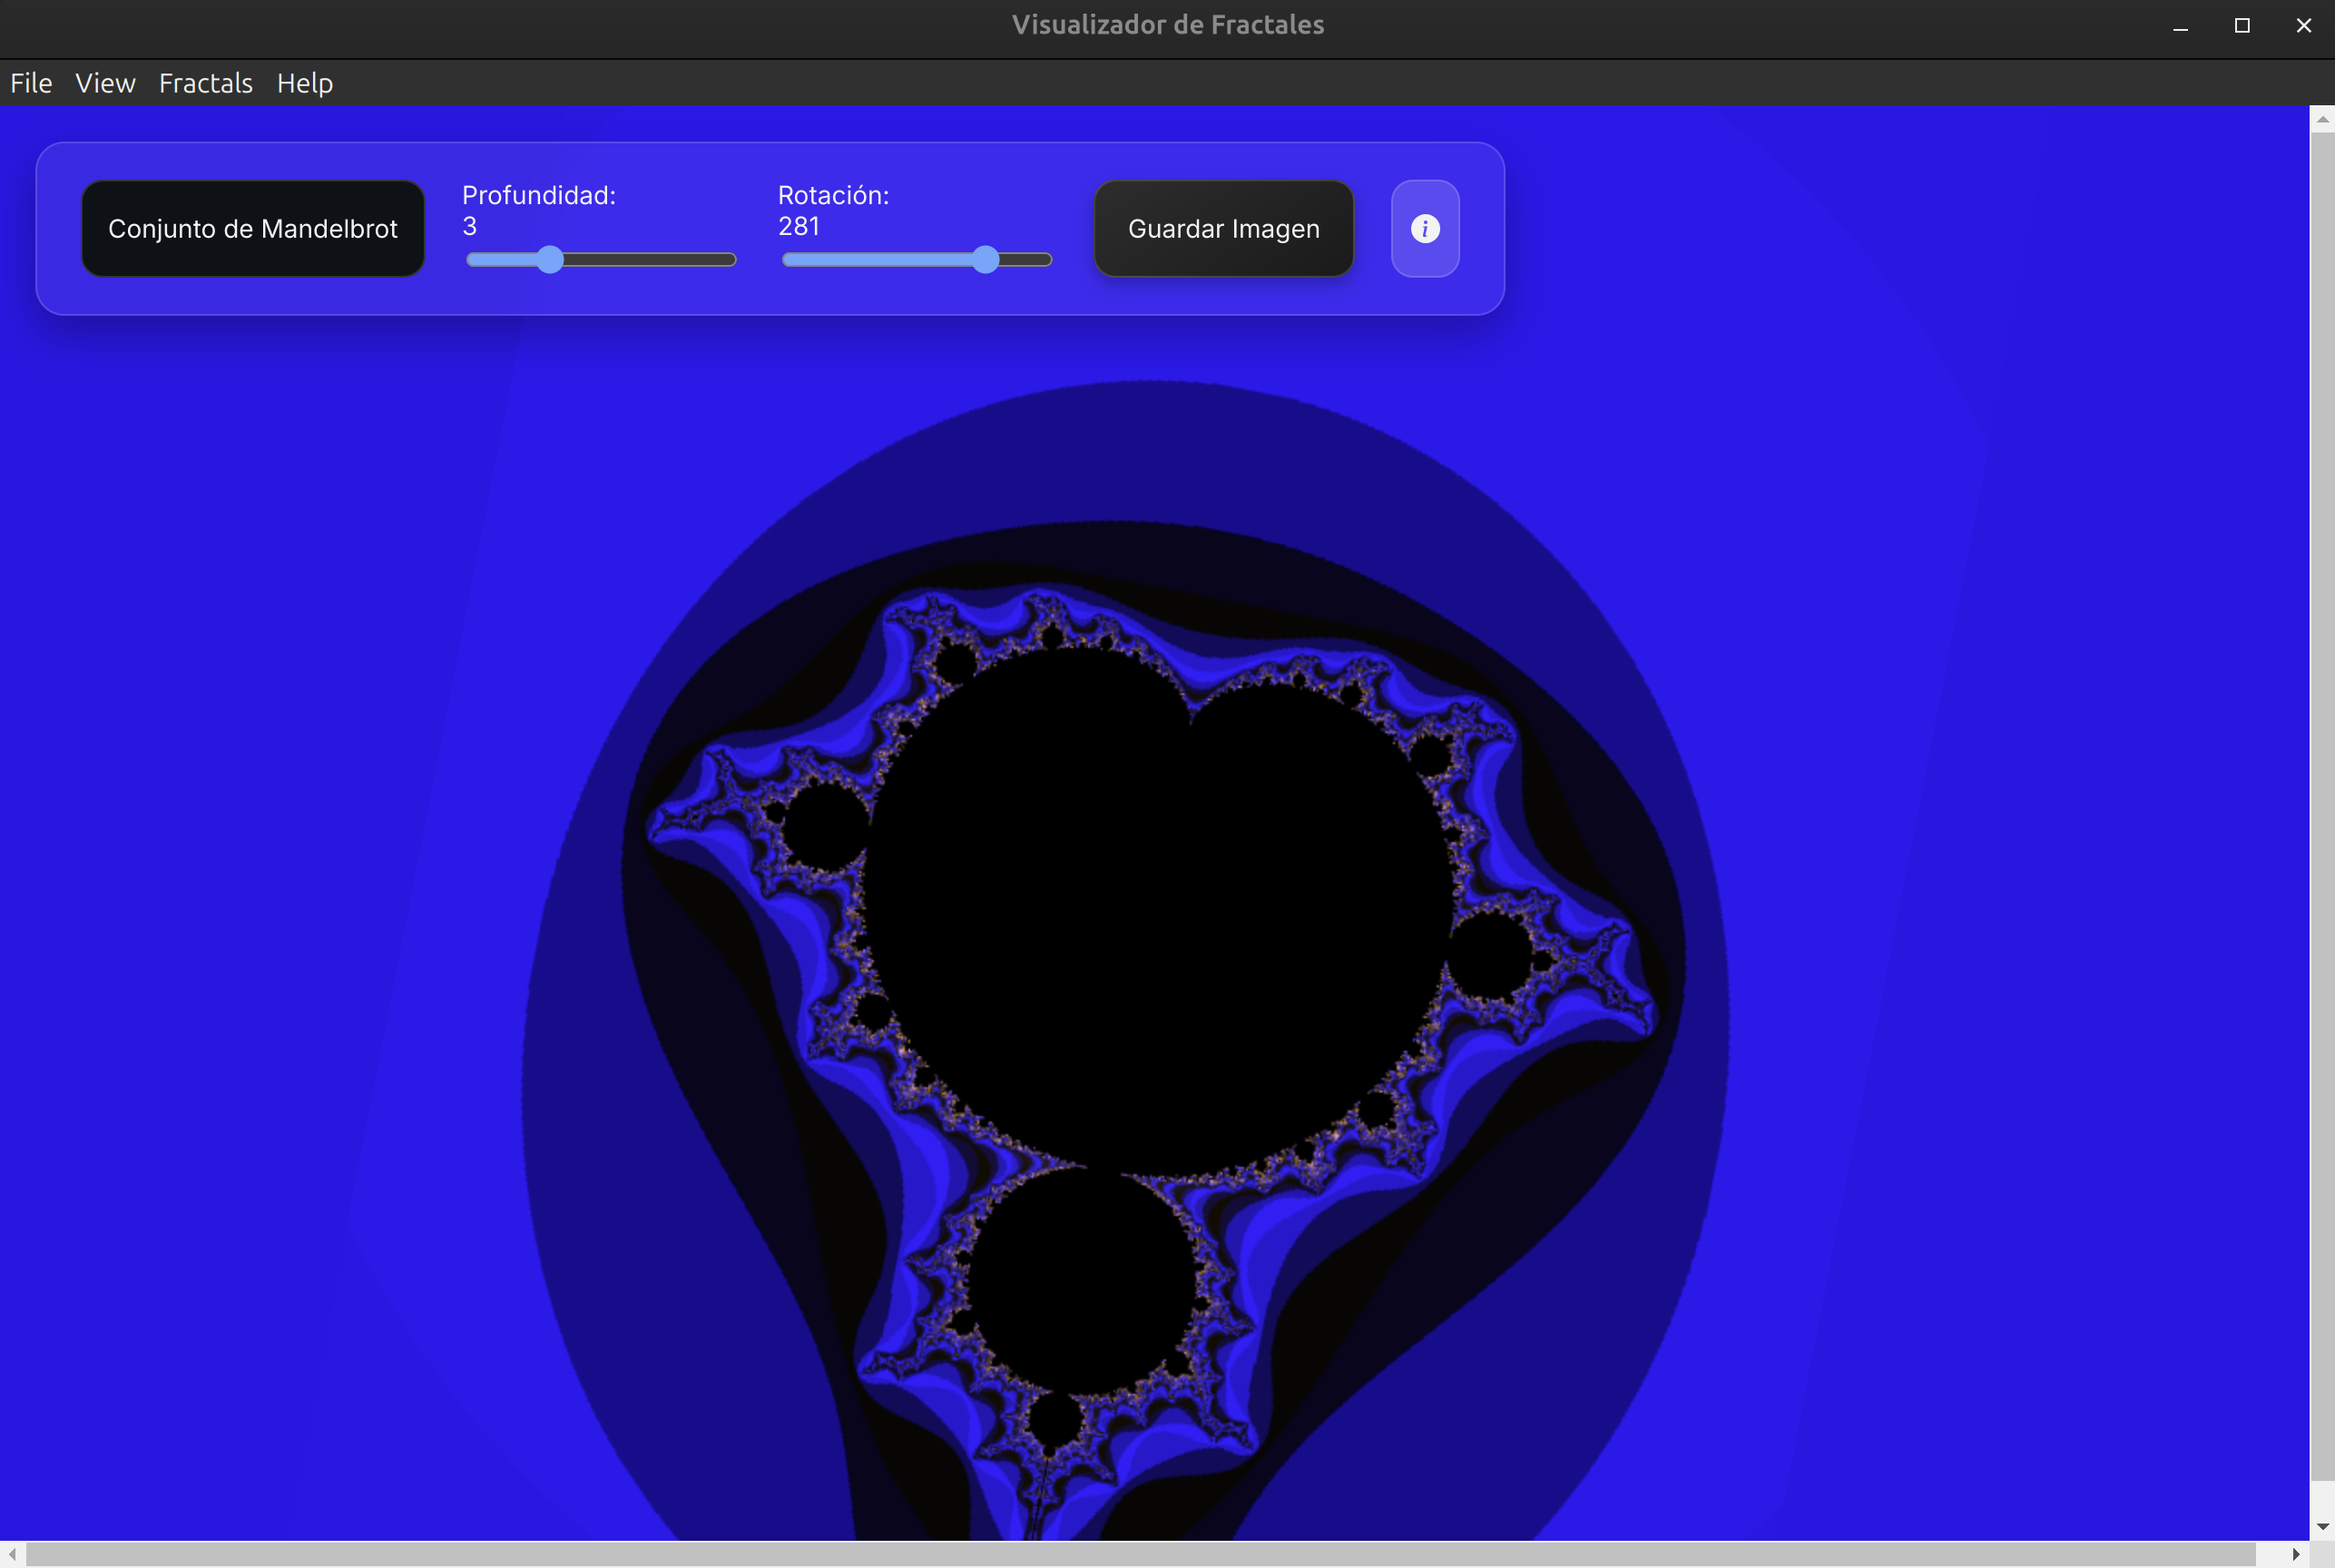 Visualizador de Fractales
File View Fractals Help
Conjunto de Mandelbrot
Profundidad:
3
Rotación:
281
Guardar Imagen
i